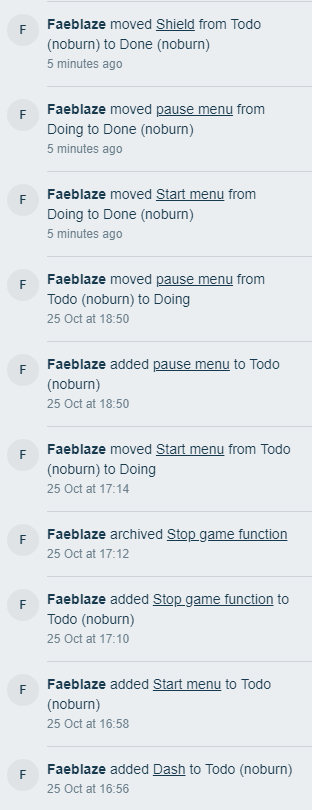 F
Faeblaze moved Shield from Todo
(noburn) to Done (noburn)
5 minutes ago
F
Faeblaze moved pause menu from
Doing to Done (noburn)
5 minutes ago
F
Faeblaze moved Start menu from
Doing to Done (noburn)
5 minutes ago
F
Faeblaze moved pause menu from
Todo (noburn) to Doing
25 Oct at 18:50
F
Faeblaze added pause menu to Todo
(noburn)
25 Oct at 18:50
F
Faeblaze moved Start menu from Todo
(noburn) to Doing
25 Oct at 17:14
F
Faeblaze archived Stop game function
25 Oct at 17:12
F
Faeblaze added Stop game function to
Todo (noburn)
25 Oct at 17:10
F
Faeblaze added Start menu to Todo
(noburn)
25 Oct at 16:58
F
Faeblaze added Dash to Todo (noburn)
25 Oct at 16:56